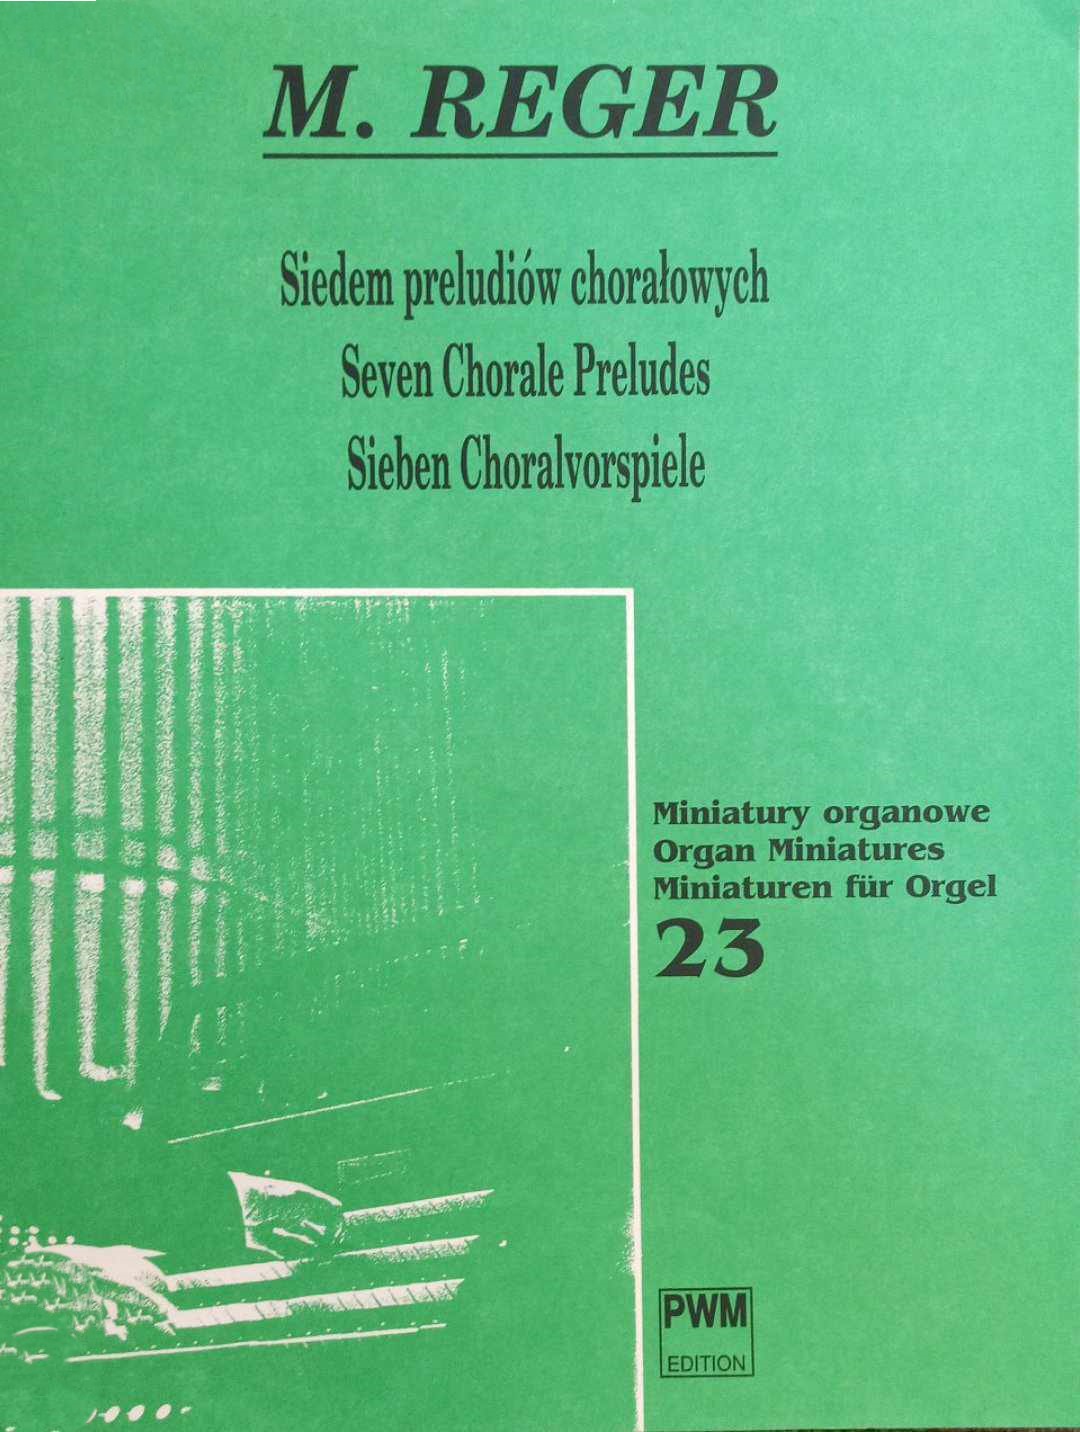 M. REGER
Siedem preludiów chorałowych
Seven Chorale Preludes
Sieben Choralvorspiele
Miniatury organowe
Organ Miniatures
Miniaturen für Orgel
23
PWM
EDITION